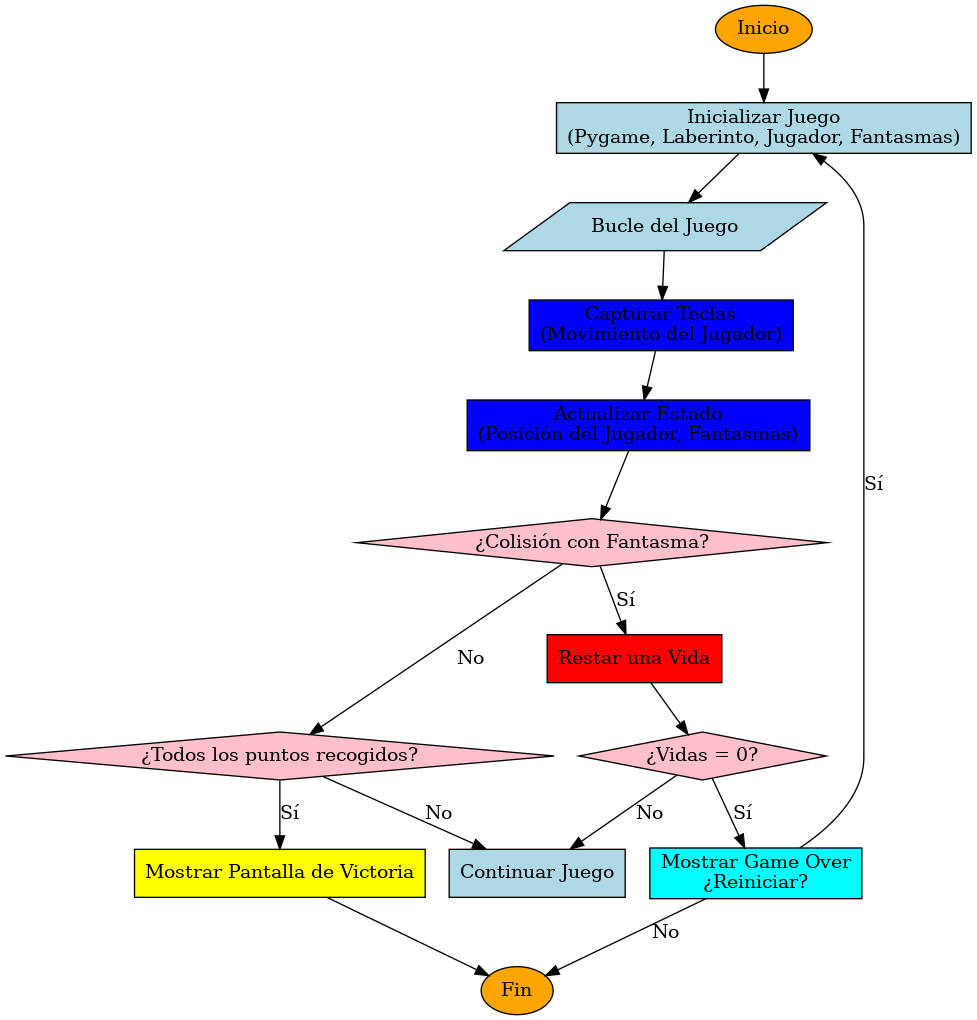 Inicio
Inicializar Juego
(Pygame, Laberinto, Jugador, Fantasmas)
Bucle del Juego
Capturar Teclas
(Movimiento del Jugador)
Actualizar Estado
(Posición del Jugador, Fantasmas)
Sí
¿Colisión con Fantasma?
Sí
No
Restar una Vida
¿Todos los puntos recogidos?
¿Vidas = 0?
Sí
No
No
Sí
Mostrar Pantalla de Victoria
Continuar Juego
Mostrar Game Over
¿Reiniciar?
No
Fin